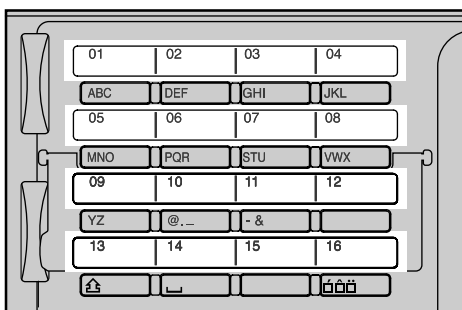 01 02 03 04
ABC DEF GHI JKL
05 06 07 08
MNO PQR STU VWX
09 10 11 12
YZ @._ - &
13 14 15 16
óôö